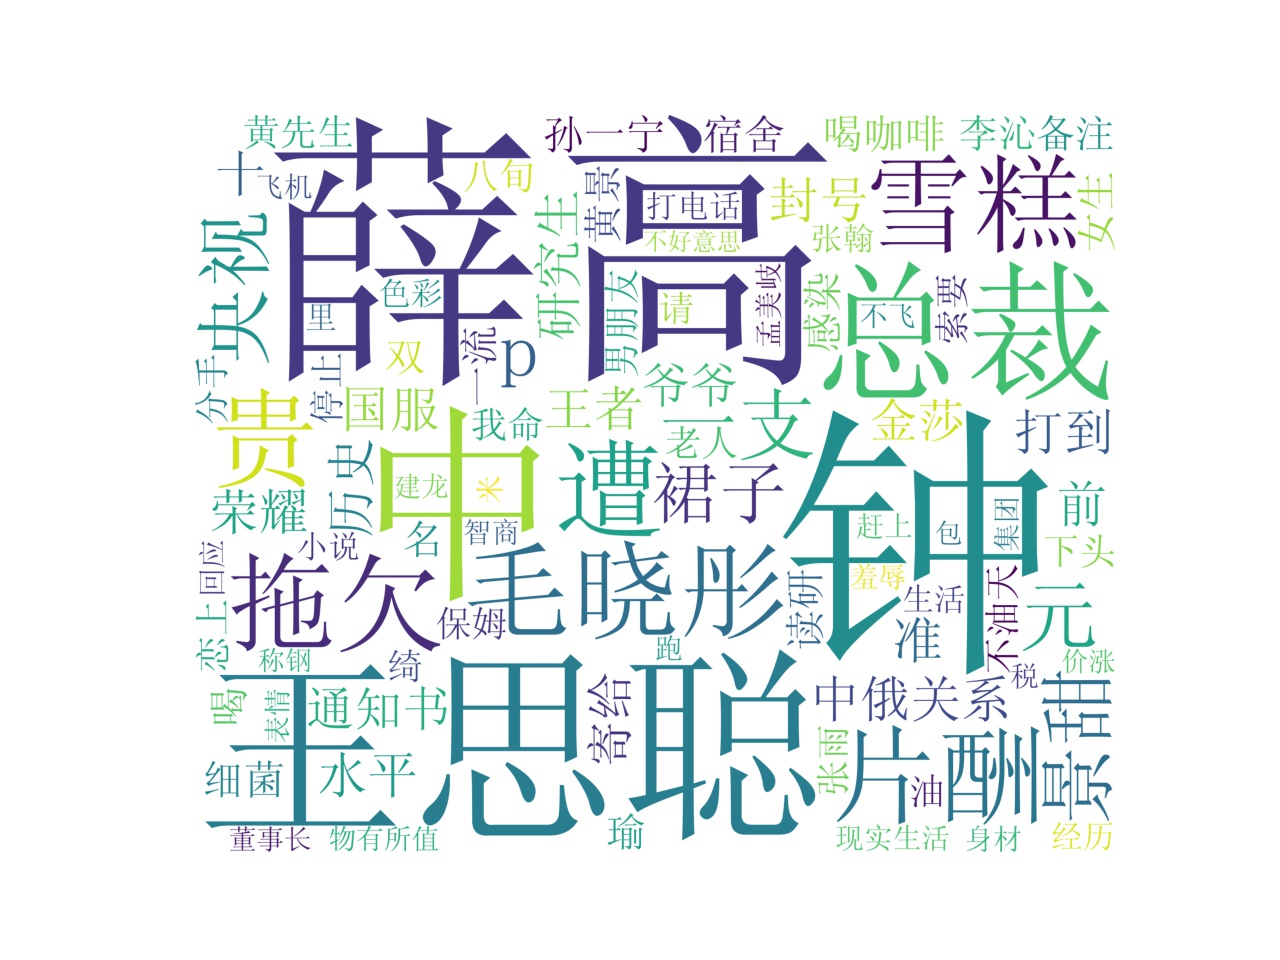 黄先生
孙一宁
宿舍
喝咖啡
李沁备注
十
飞机
薛
八旬
高
黄景
打电话
封号
雪糕
女生
央视
色彩
研究生
不好意思
张翰
里
男朋友
请
孟美岐
感染
总裁
不飞
索要
分手
停止
双
一流
p
爷爷
贵
国服
我命
王者
老人
一支
金莎
打到
历史
中
建龙
米
遭
裙子
钟
荣耀
名
智商
赶上
包
集团
前
下头
回应
小说
拖欠
毛晓彤
羞辱
读研
生活
不油天
元
恋上
保姆
准
称钢
绮
跑
价涨
税
王思聪
喝
表情
通知书
寄给
中俄关系
景甜
细菌
水平
张雨
片酬
油
董事长
物有所值
瑜
现实生活
身材
经历